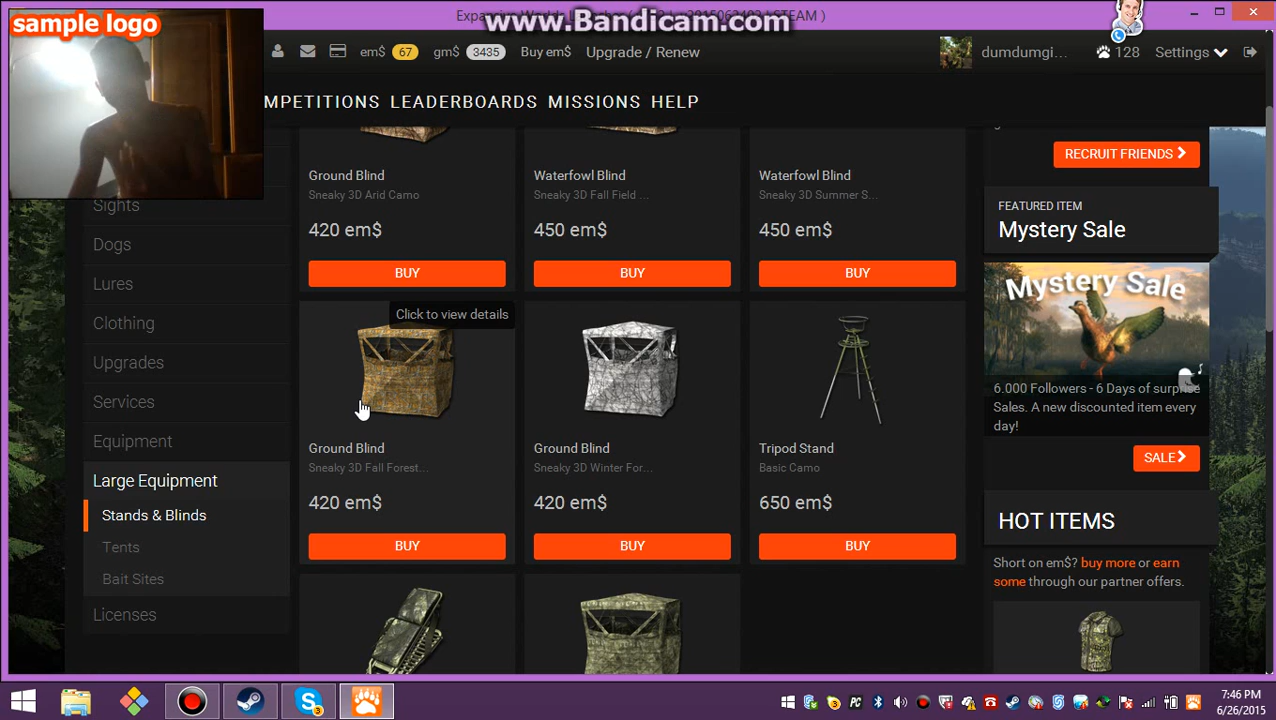 sample logo
www.Bandicam.com
em$ 67 gm$ 3435 Buy em$ Upgrade / Renew dumdumgi... 128 Settings
MPETITIONS LEADERBOARDS MISSIONS HELP
Sights
Dogs
Lures
Clothing
Upgrades
Services
Equipment
Large Equipment
Stands & Blinds
Tents
Bait Sites
Licenses
Ground Blind
Sneaky 3D Arid Camo
420 em$
BUY
Waterfowl Blind
Sneaky 3D Fall Field ...
450 em$
BUY
Waterfowl Blind
Sneaky 3D Summer S...
450 em$
BUY
Click to view details
Ground Blind
Sneaky 3D Fall Forest...
420 em$
BUY
Ground Blind
Sneaky 3D Winter For...
420 em$
BUY
Tripod Stand
Basic Camo
650 em$
BUY
RECRUIT FRIENDS
FEATURED ITEM
Mystery Sale
Mystery Sale
6.000 Followers - 6 Days of surprise
Sales. A new discounted item every
day!
SALE
HOT ITEMS
Short on em$? buy more or earn
some through our partner offers.
7:46 PM
6/26/2015